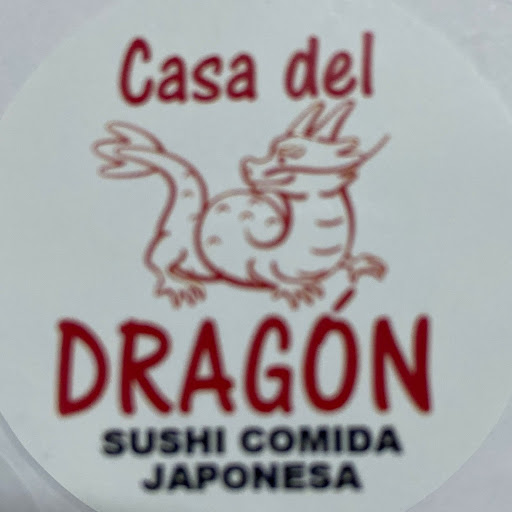 Casa del
DRAGÓN
SUSHI COMIDA
JAPONESA